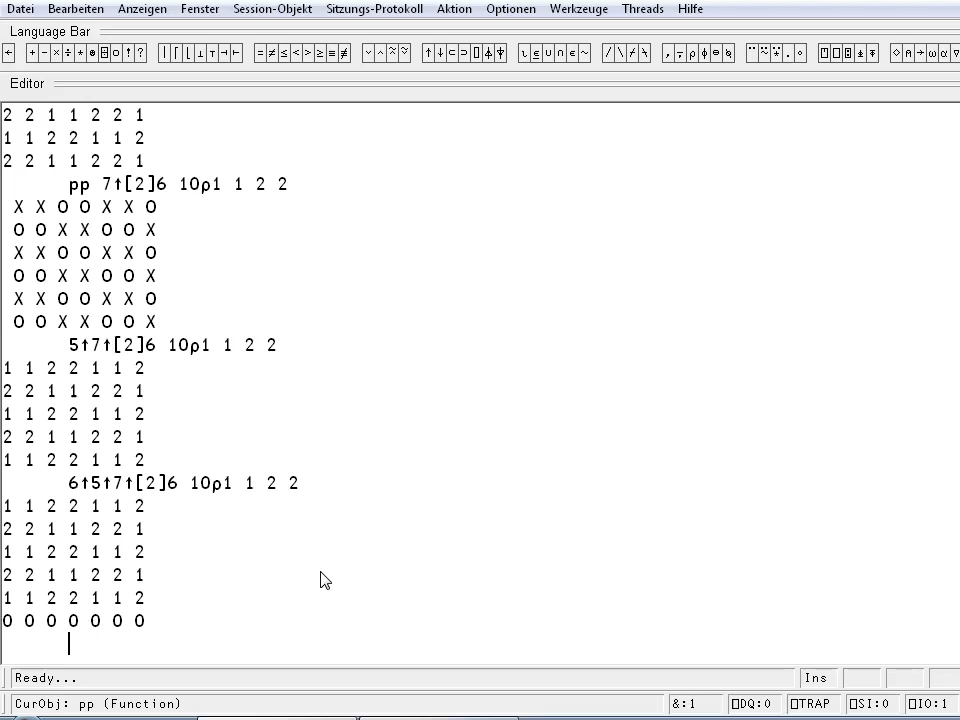 Datei Bearbeiten Anzeigen Fenster Session-Objekt Sitzungs-Protokoll Aktion Optionen Werkzeuge Threads Hilfe
Language Bar
Editor
2 2 1 1 2 2 1
1 1 2 2 1 1 2
2 2 1 1 2 2 1
pp 7↑[2]6 10⍴1 1 2 2
X X O O X X O
O O X X O O X
X X O O X X O
O O X X O O X
X X O O X X O
O O X X O O X
5↑7↑[2]6 10⍴1 1 2 2
1 1 2 2 1 1 2
2 2 1 1 2 2 1
1 1 2 2 1 1 2
2 2 1 1 2 2 1
1 1 2 2 1 1 2
6↑5↑7↑[2]6 10⍴1 1 2 2
1 1 2 2 1 1 2
2 2 1 1 2 2 1
1 1 2 2 1 1 2
2 2 1 1 2 2 1
1 1 2 2 1 1 2
0 0 0 0 0 0 0
Ready... Ins
CurObj: pp (Function) &:1 ⎕DQ:0 ⎕TRAP ⎕SI:0 ⎕IO:1